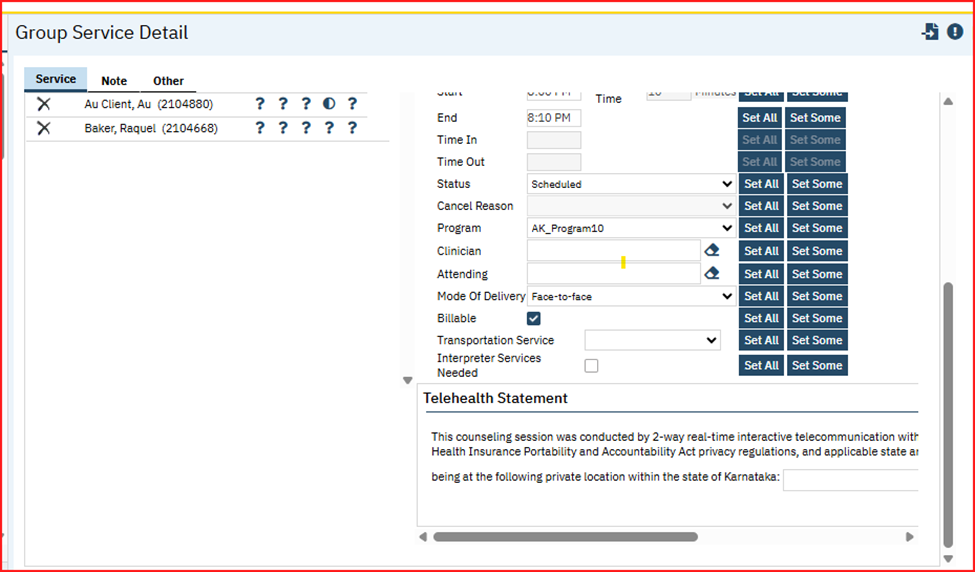 Group Service Detail
Service Note Other
Au Client, Au (2104880) ? ? ? ?
Baker, Raquel (2104668) ? ? ? ? ?
Start Time Minutes Set All Set Some
End 8:10 PM Set All Set Some
Time In Set All Set Some
Time Out Set All Set Some
Status Scheduled Set All Set Some
Cancel Reason Set All Set Some
Program AK_Program10 Set All Set Some
Clinician Set All Set Some
Attending Set All Set Some
Mode Of Delivery Face-to-face Set All Set Some
Billable Set All Set Some
Transportation Service Set All Set Some
Interpreter Services
Needed Set All Set Some
Telehealth Statement
This counseling session was conducted by 2-way real-time interactive telecommunication with
Health Insurance Portability and Accountability Act privacy regulations, and applicable state
being at the following private location within the state of Karnataka: